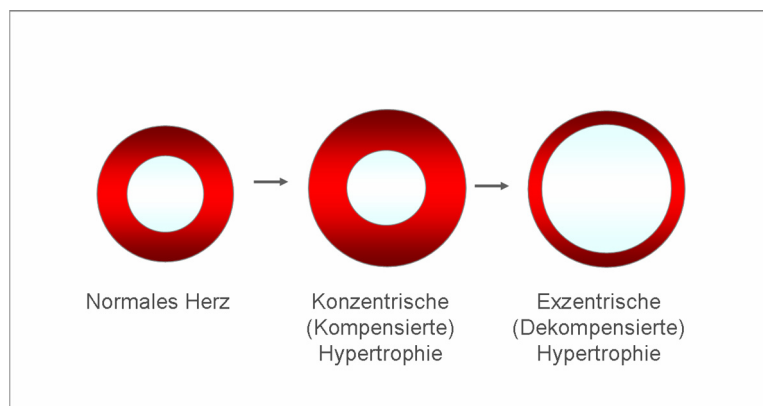 Normales Herz
Konzentrische
(Kompensierte)
Hypertrophie
Exzentrische
(Dekompensierte)
Hypertrophie